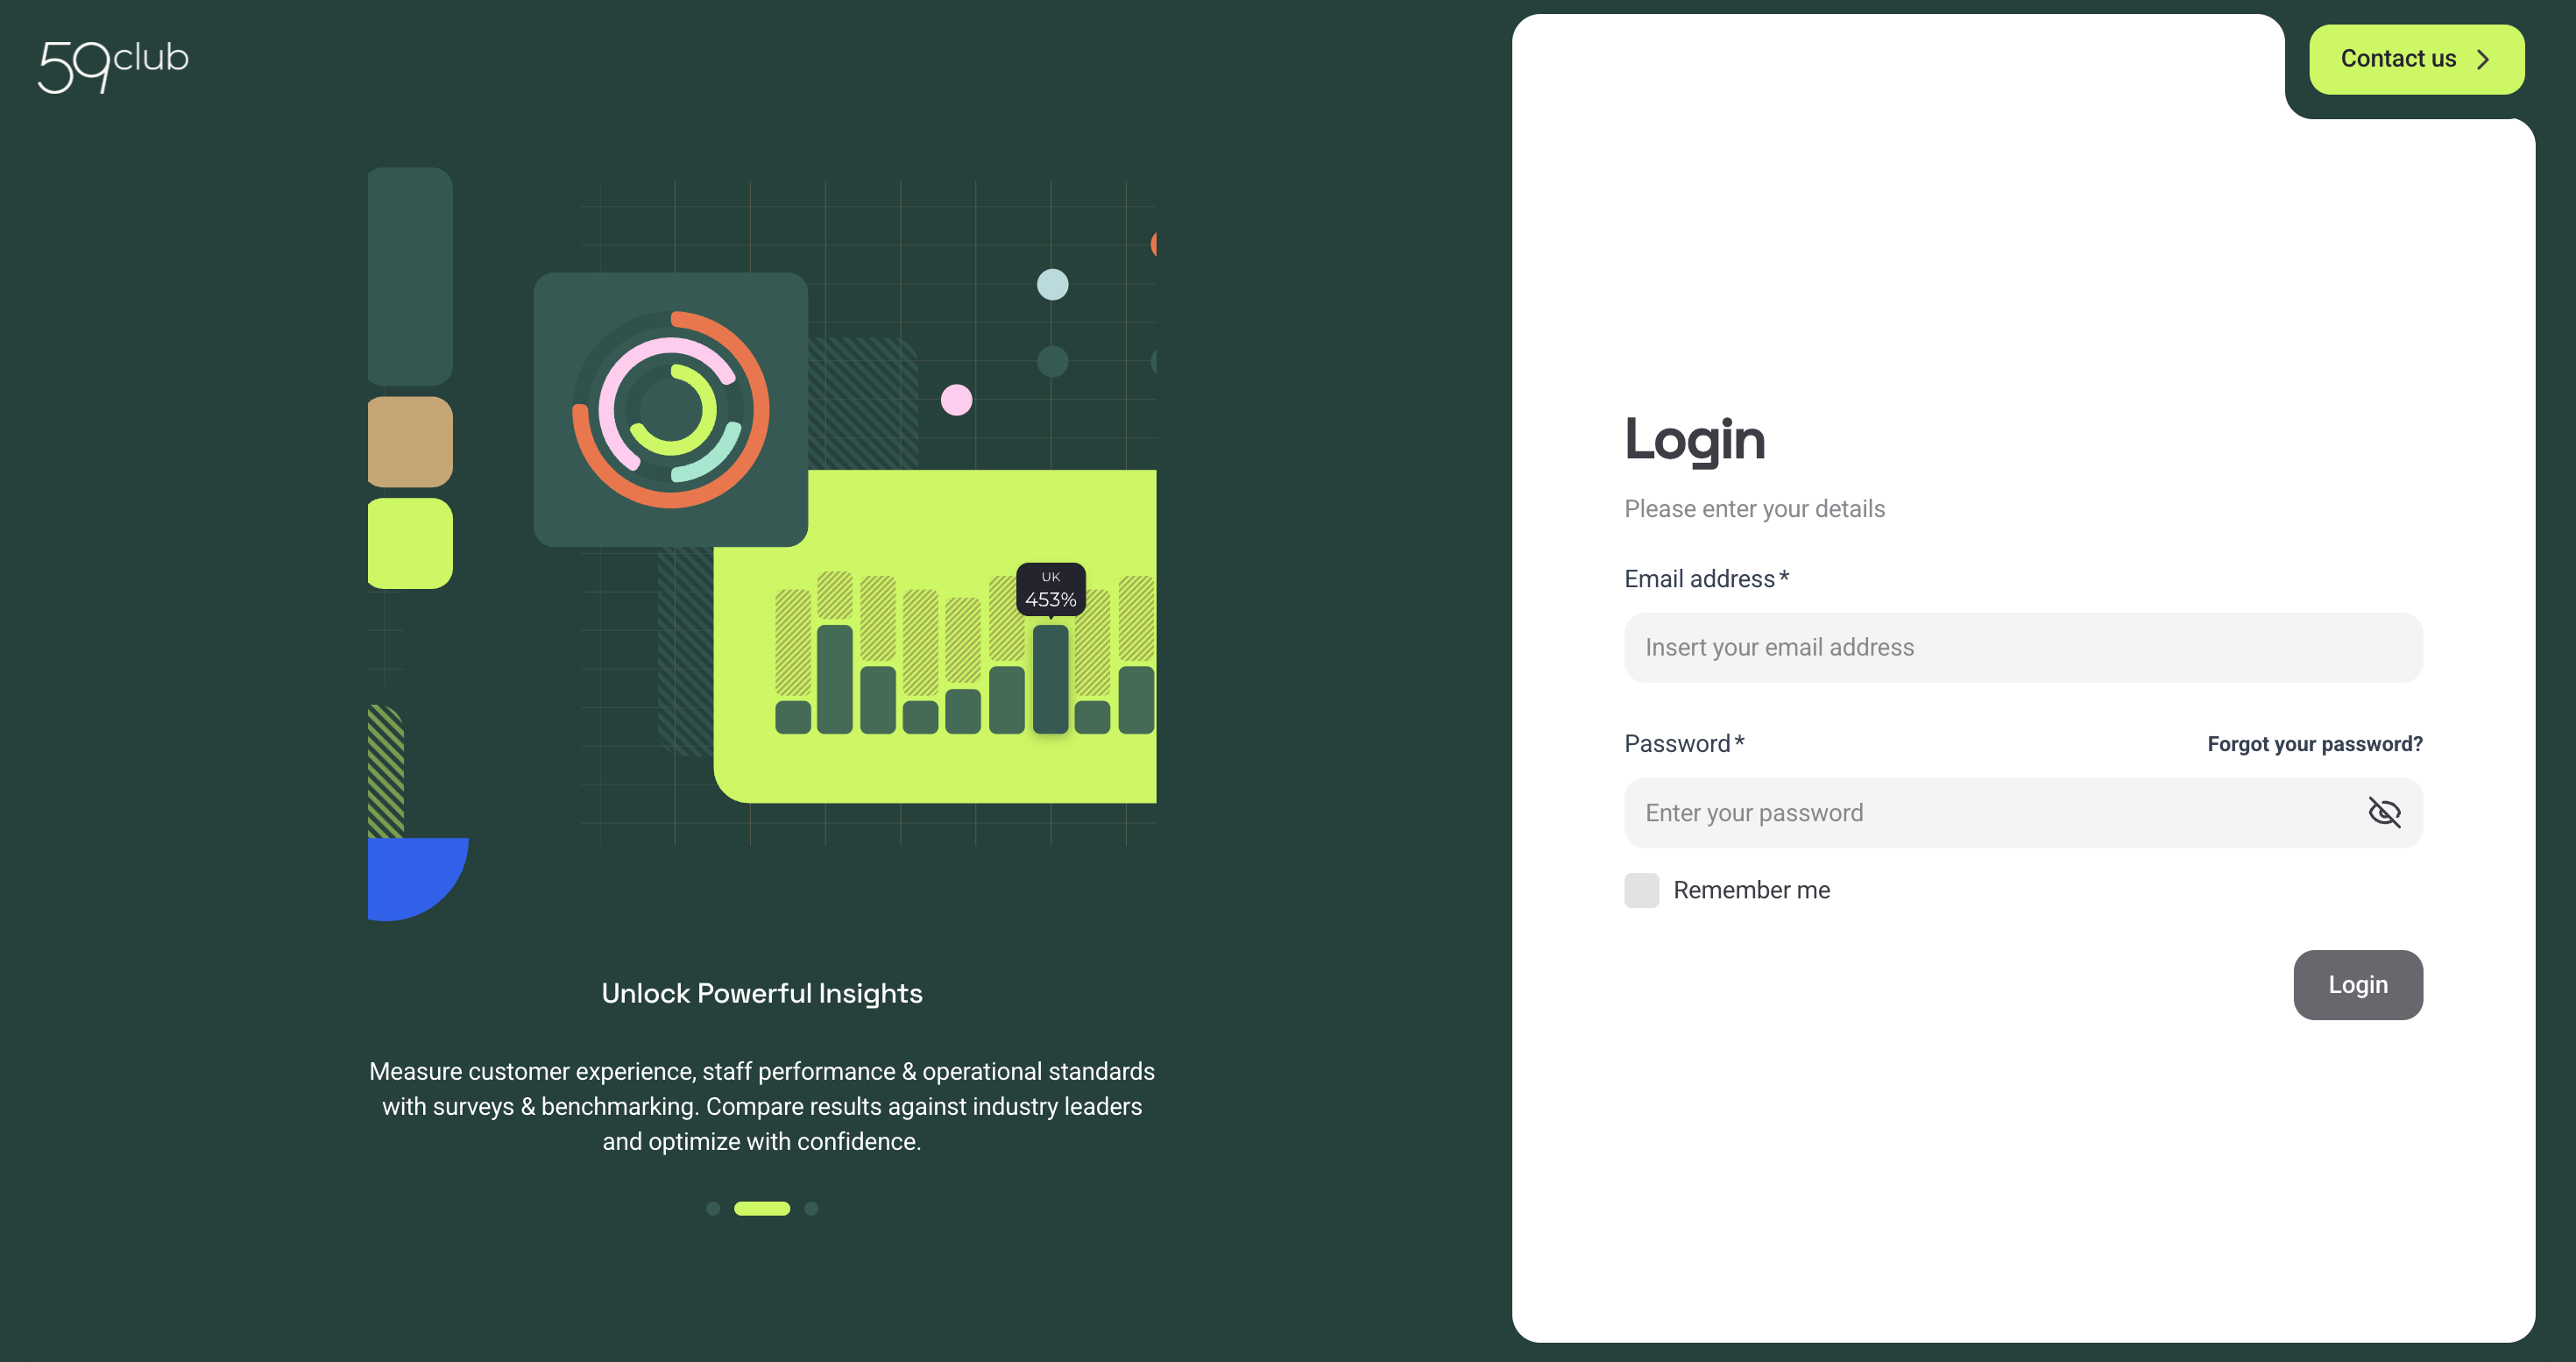 59club
Contact us
UK
453%
Unlock Powerful Insights
Measure customer experience, staff performance & operational standards
with surveys & benchmarking. Compare results against industry leaders
and optimize with confidence.
Login
Please enter your details
Email address*
Insert your email address
Password*
Forgot your password?
Enter your password
Remember me
Login